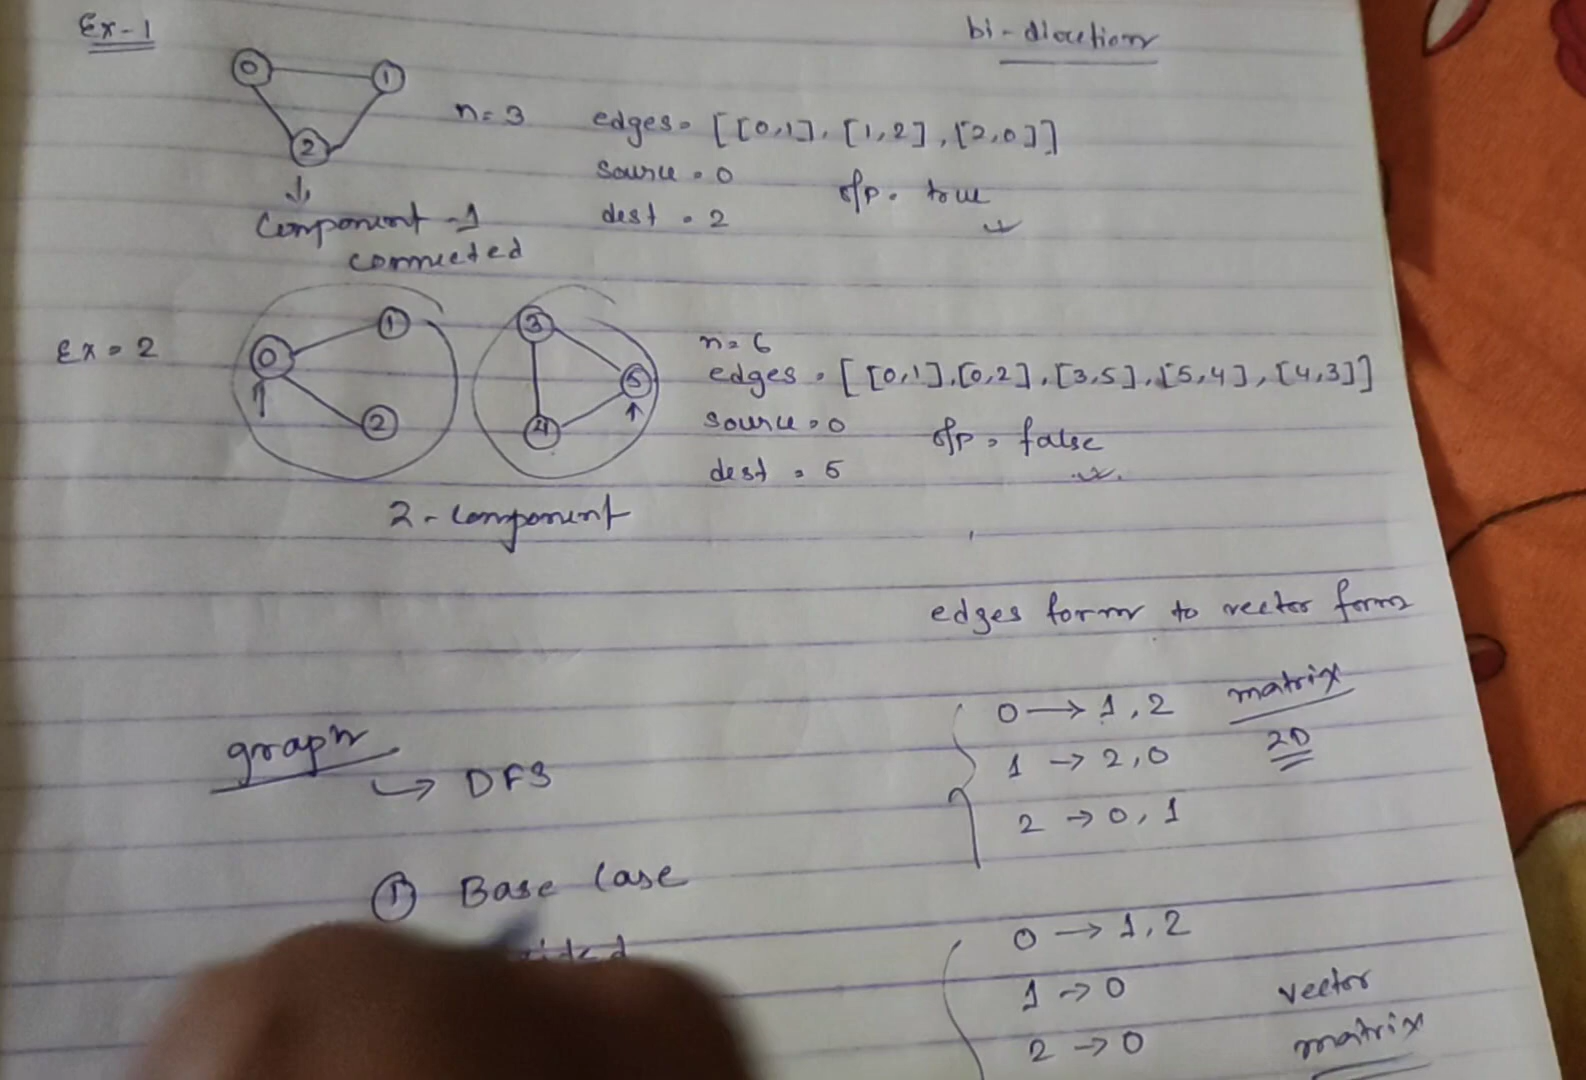 Ex-1
bi-direction
0 1
2
n=3 edges = [[0,1], [1,2], [2,0]]
source = 0
o/p = true
dest = 2
Component - 1
connected
Ex = 2
0 1 2
3 5 4
n = 6
edges = [[0,1], [0,2], [3,5], [5,4], [4,3]]
source = 0
o/p = false
dest = 5
2 - component
edges form to vector form
0 → 1, 2 matrix
1 → 2, 0 2D
2 → 0, 1
graph
↳ DFS
① Base Case
0 → 1, 2
1 → 0 vector
2 → 0 matrix